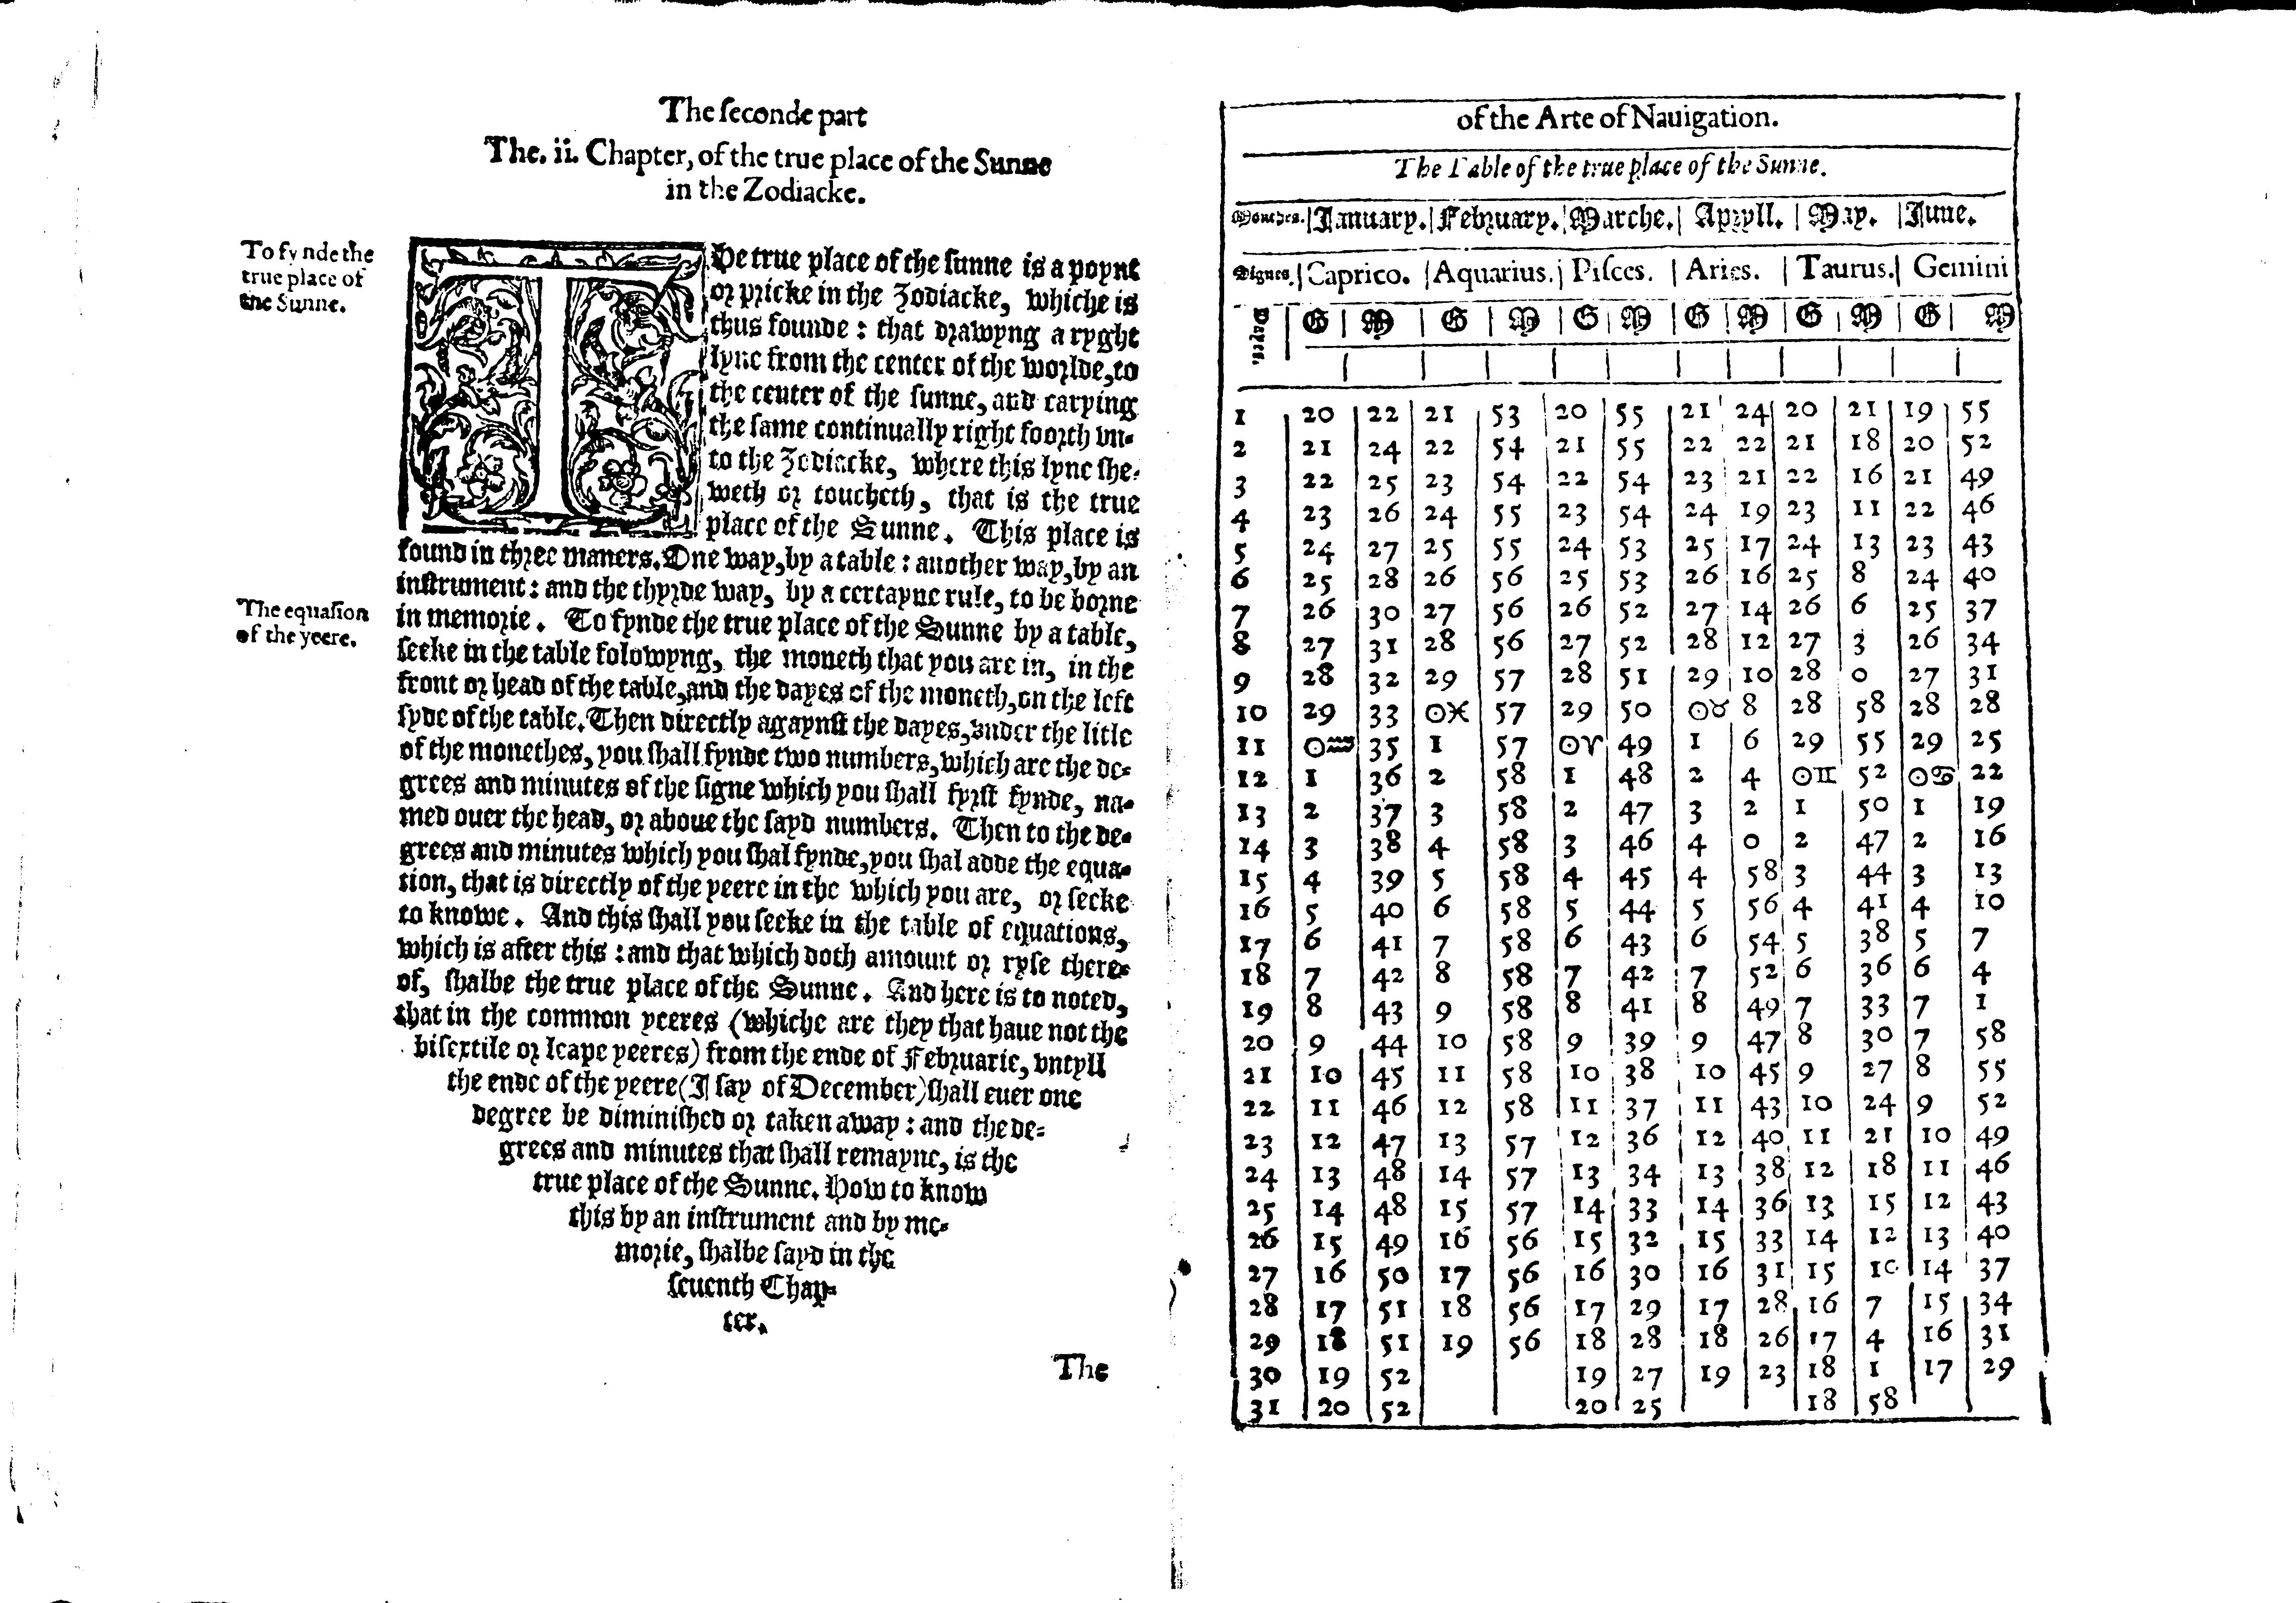 The seconde part
The. ii. Chapter, of the true place of the Sunne
in the Zodiacke.
To fynde the
true place of
the Sunne.
THe true place of the sunne is a poynt
or pricke in the Zodiacke, whiche is
thus founde: that drawyng a ryght
lyne from the center of the worlde, to
the center of the sunne, and carying
the same continually right foorth vn-
to the Zodiacke, where this lyne she-
weth or toucheth, that is the true
place of the Sunne. This place is
found in three maners. One way, by a table: another way, by an
instrument: and the thyrde way, by a certayne rule, to be borne
The equasion
of the yeere.
in memorie. To fynde the true place of the Sunne by a table,
seeke in the table folowyng, the moneth that you are in, in the
front or head of the table, and the dayes of the moneth, on the left
syde of the table. Then directly agaynst the dayes, vnder the litle
of the monethes, you shall fynde two numbers, which are the de-
grees and minutes of the signe which you shall fyrst fynde, na-
med ouer the head, or aboue the sayd numbers. Then to the de-
grees and minutes which you shal fynde, you shal adde the equa-
tion, that is directly of the yeere in the which you are, or seeke
to knowe. And this shall you seeke in the table of equations,
which is after this: and that which doth amount or ryse there-
of, shalbe the true place of the Sunne. And here is to noted,
that in the common yeeres (whiche are they that haue not the
bisextile or leape yeeres) from the ende of Februarie, vntyll
the ende of the yeere (I say of December) shall euer one
degree be diminished or taken away: and the de-
grees and minutes that shall remayne, is the
true place of the Sunne. How to know
this by an instrument and by me-
morie, shalbe sayd in the
seuenth Chap-
ter.
The
of the Arte of Nauigation.
The Table of the true place of the Sunne.
Monthes. January. February. Marche. Apryll. May. June.
Signes. Caprico. Aquarius. Pisces. Aries. Taurus. Gemini
Dayes. G M G M G M G M G M G M
1 20 22 21 53 20 55 21 24 20 21 19 55
2 21 24 22 54 21 55 22 22 21 18 20 52
3 22 25 23 54 22 54 23 21 22 16 21 49
4 23 26 24 55 23 54 24 19 23 11 22 46
5 24 27 25 55 24 53 25 17 24 13 23 43
6 25 28 26 56 25 53 26 16 25 8 24 40
7 26 30 27 56 26 52 27 14 26 6 25 37
8 27 31 28 56 27 52 28 12 27 3 26 34
9 28 32 29 57 28 51 29 10 28 0 27 31
10 29 33 ☉♓ 57 29 50 ☉♉ 8 28 58 28 28
11 ☉♒ 35 1 57 ☉♈ 49 1 6 29 55 29 25
12 1 36 2 58 1 48 2 4 ☉♊ 52 ☉♋ 22
13 2 37 3 58 2 47 3 2 1 50 1 19
14 3 38 4 58 3 46 4 0 2 47 2 16
15 4 39 5 58 4 45 4 58 3 44 3 13
16 5 40 6 58 5 44 5 56 4 41 4 10
17 6 41 7 58 6 43 6 54 5 38 5 7
18 7 42 8 58 7 42 7 52 6 36 6 4
19 8 43 9 58 8 41 8 49 7 33 7 1
20 9 44 10 58 9 39 9 47 8 30 7 58
21 10 45 11 58 10 38 10 45 9 27 8 55
22 11 46 12 58 11 37 11 43 10 24 9 52
23 12 47 13 57 12 36 12 40 11 21 10 49
24 13 48 14 57 13 34 13 38 12 18 11 46
25 14 48 15 57 14 33 14 36 13 15 12 43
26 15 49 16 56 15 32 15 33 14 12 13 40
27 16 50 17 56 16 30 16 31 15 10 14 37
28 17 51 18 56 17 29 17 28 16 7 15 34
29 18 51 19 56 18 28 18 26 17 4 16 31
30 19 52 19 27 19 23 18 1 17 29
31 20 52 20 25 18 58